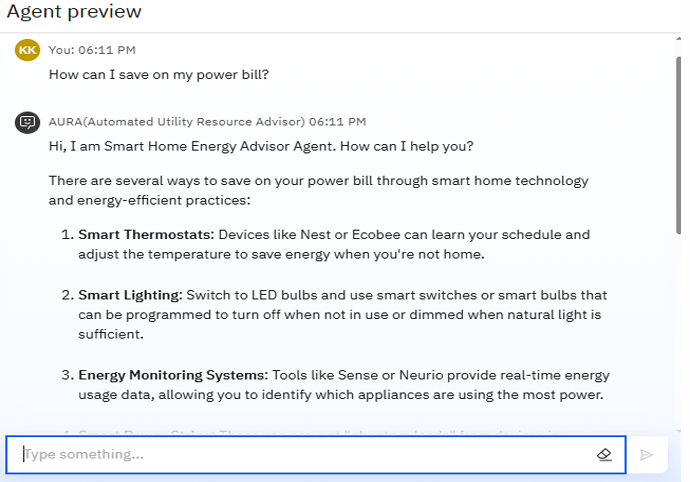 Agent preview
KK You: 06:11 PM
How can I save on my power bill?
AURA(Automated Utility Resource Advisor) 06:11 PM
Hi, I am Smart Home Energy Advisor Agent. How can I help you?
There are several ways to save on your power bill through smart home technology
and energy-efficient practices:
1. Smart Thermostats: Devices like Nest or Ecobee can learn your schedule and
adjust the temperature to save energy when you're not home.
2. Smart Lighting: Switch to LED bulbs and use smart switches or smart bulbs that
can be programmed to turn off when not in use or dimmed when natural light is
sufficient.
3. Energy Monitoring Systems: Tools like Sense or Neurio provide real-time energy
usage data, allowing you to identify which appliances are using the most power.
Type something...